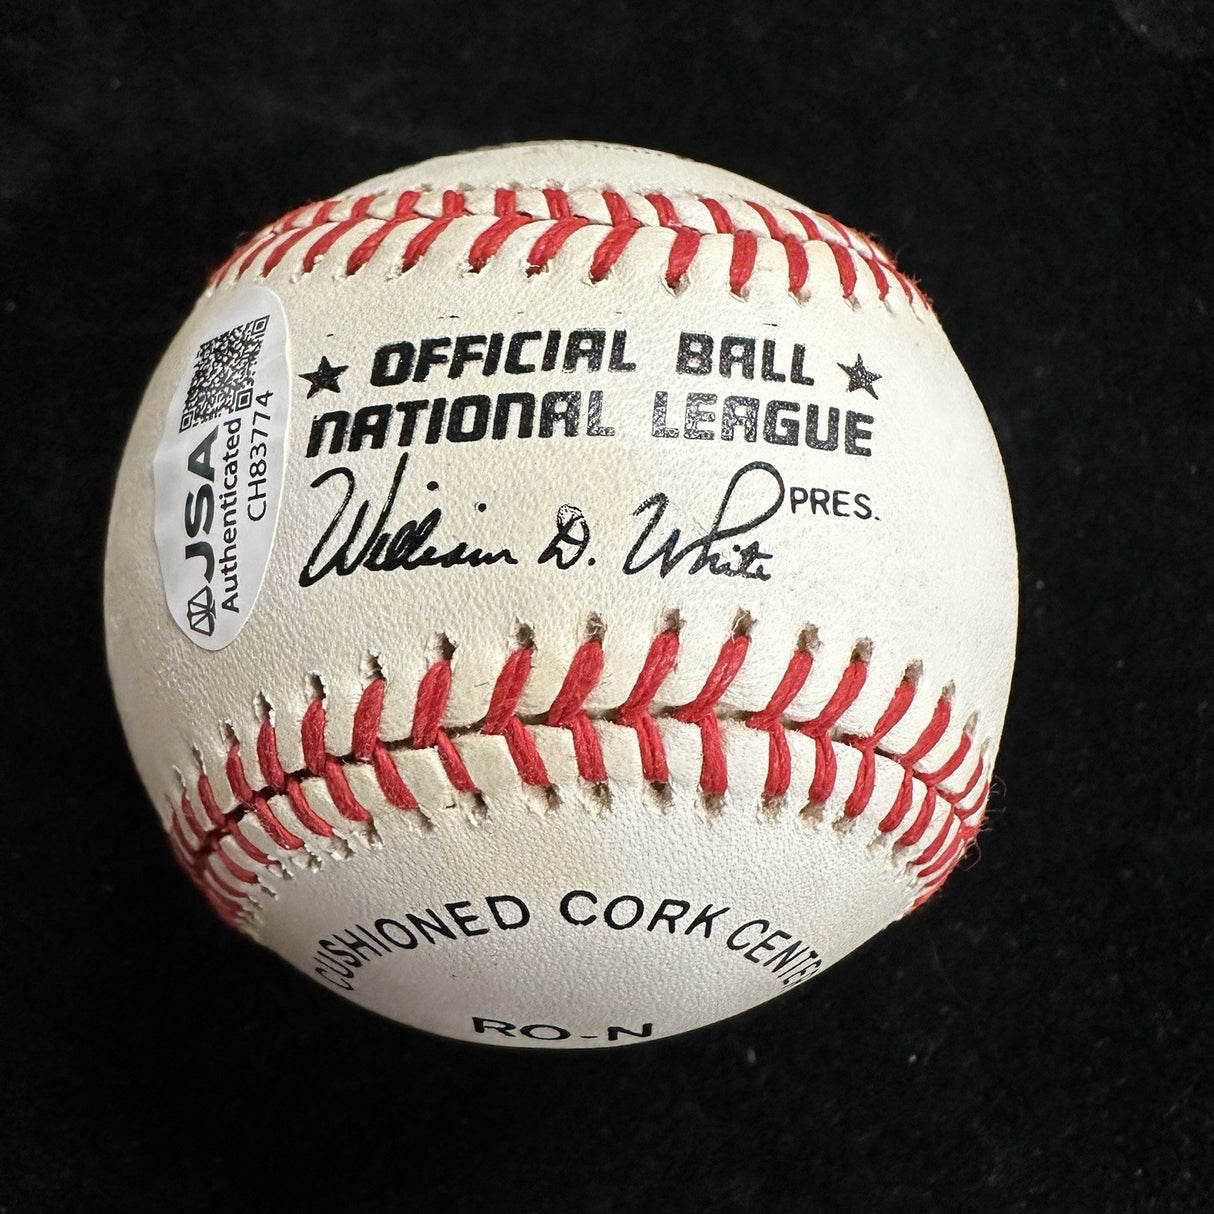 ★ OFFICIAL BALL ★
NATIONAL LEAGUE
William D. White PRES.
JSA
Authenticated
CH83774
CUSHIONED CORK CENTER
RO-N